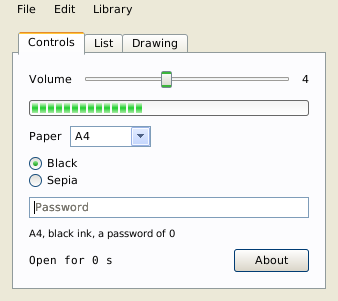 File Edit Library
Controls List Drawing
Volume 4
Paper A4
Black
Sepia
Password
A4, black ink, a password of 0
Open for 0 s About